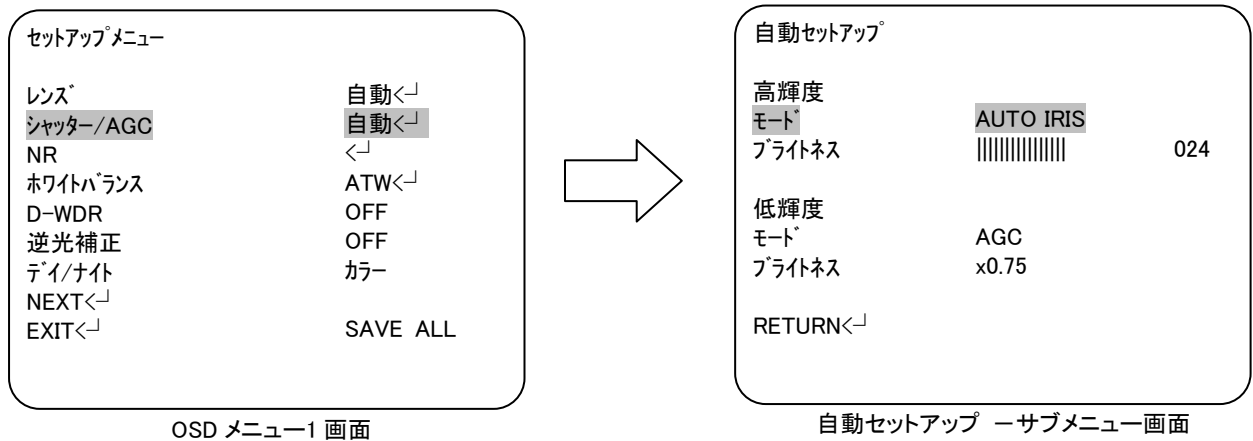 セットアップメニュー
レンズ 自動<┘
シャッター/AGC 自動<┘
NR <┘
ホワイトバランス ATW<┘
D-WDR OFF
逆光補正 OFF
デイ/ナイト カラー
NEXT<┘
EXIT<┘ SAVE ALL
OSD メニュー1 画面
自動セットアップ
高輝度
モード AUTO IRIS
ブライトネス |||||||||||||||| 024
低輝度
モード AGC
ブライトネス x0.75
RETURN<┘
自動セットアップ －サブメニュー画面